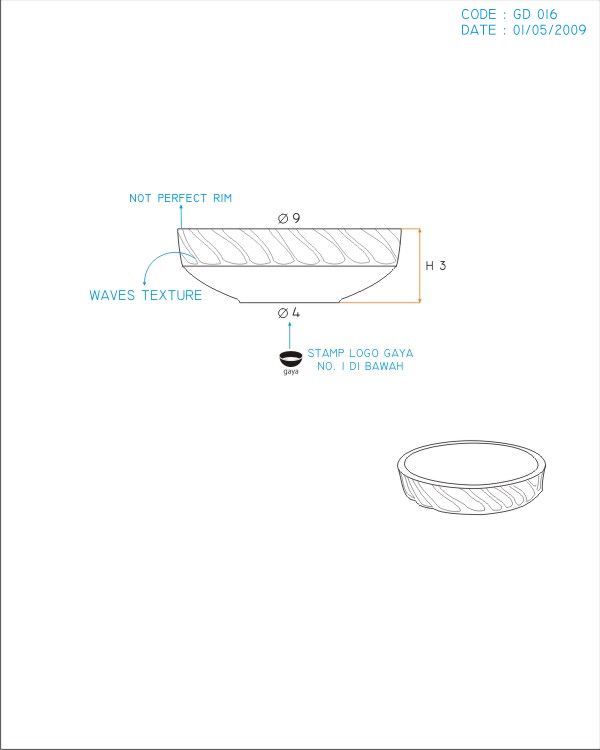 CODE : GD 016
DATE : 01/05/2009
NOT PERFECT RIM
Ø 9
H 3
WAVES TEXTURE
Ø 4
STAMP LOGO GAYA
NO. 1 DI BAWAH
gaya